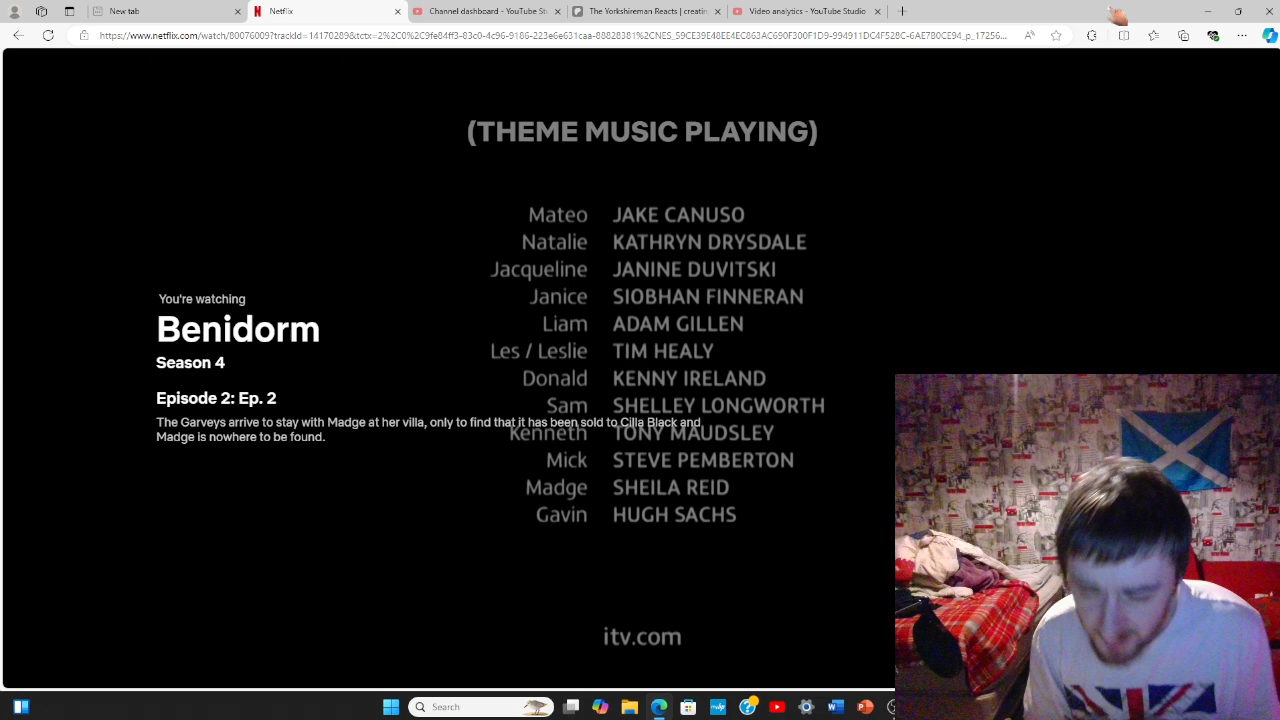 New tab
Netflix
Channel dashboard - YouTube St
The Yorkshireman Reacts | creatin
Video analytics - YouTube Studio
(THEME MUSIC PLAYING)
Mateo JAKE CANUSO
Natalie KATHRYN DRYSDALE
Jacqueline JANINE DUVITSKI
Janice SIOBHAN FINNERAN
Liam ADAM GILLEN
Les / Leslie TIM HEALY
Donald KENNY IRELAND
Sam SHELLEY LONGWORTH
Kenneth TONY MAUDSLEY
Mick STEVE PEMBERTON
Madge SHEILA REID
Gavin HUGH SACHS
You're watching
Benidorm
Season 4
Episode 2: Ep. 2
The Garveys arrive to stay with Madge at her villa, only to find that it has been sold to Cilla Black and
Madge is nowhere to be found.
itv.com
Search